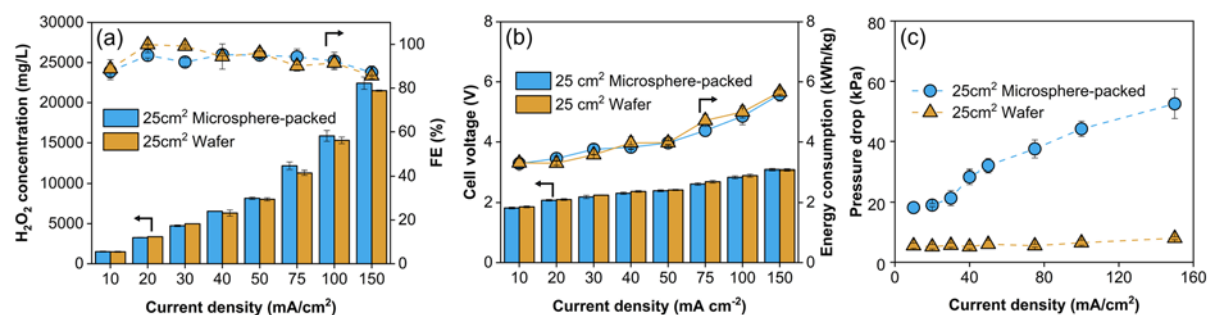 (a)
H₂O₂ concentration (mg/L)
30000
25000
20000
15000
10000
5000
0
25cm² Microsphere-packed
25cm² Wafer
100
80
60
40
20
0
FE (%)
10 20 30 40 50 75 100 150
Current density (mA/cm²)
(b)
Cell voltage (V)
8
6
4
2
0
25 cm² Microsphere-packed
25 cm² Wafer
8
6
4
2
0
Energy consumption (kWh/kg)
10 20 30 40 50 75 100 150
Current density (mA cm⁻²)
(c)
Pressure drop (kPa)
80
60
40
20
0
25cm² Microsphere-packed
25cm² Wafer
0 40 80 120 160
Current density (mA/cm²)